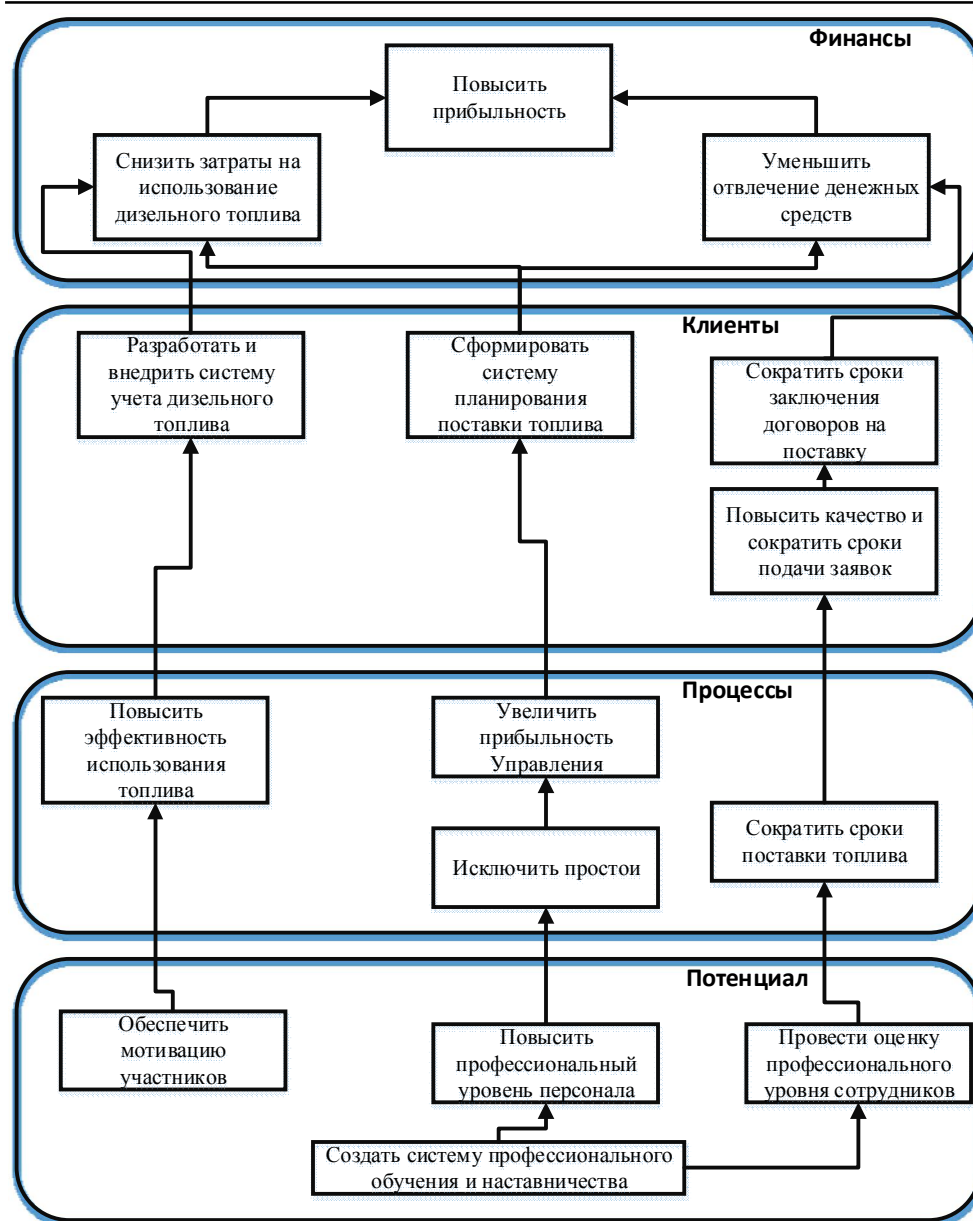 Финансы
Повысить
прибыльность
Снизить затраты на
использование
дизельного топлива
Уменьшить
отвлечение денежных
средств
Клиенты
Разработать и
внедрить систему
учета дизельного
топлива
Сформировать
систему
планирования
поставки топлива
Сократить сроки
заключения
договоров на
поставку
Повысить качество и
сократить сроки
подачи заявок
Процессы
Повысить
эффективность
использования
топлива
Увеличить
прибыльность
Управления
Исключить простои
Сократить сроки
поставки топлива
Потенциал
Обеспечить
мотивацию
участников
Повысить
профессиональный
уровень персонала
Провести оценку
профессионального
уровня сотрудников
Создать систему профессионального
обучения и наставничества